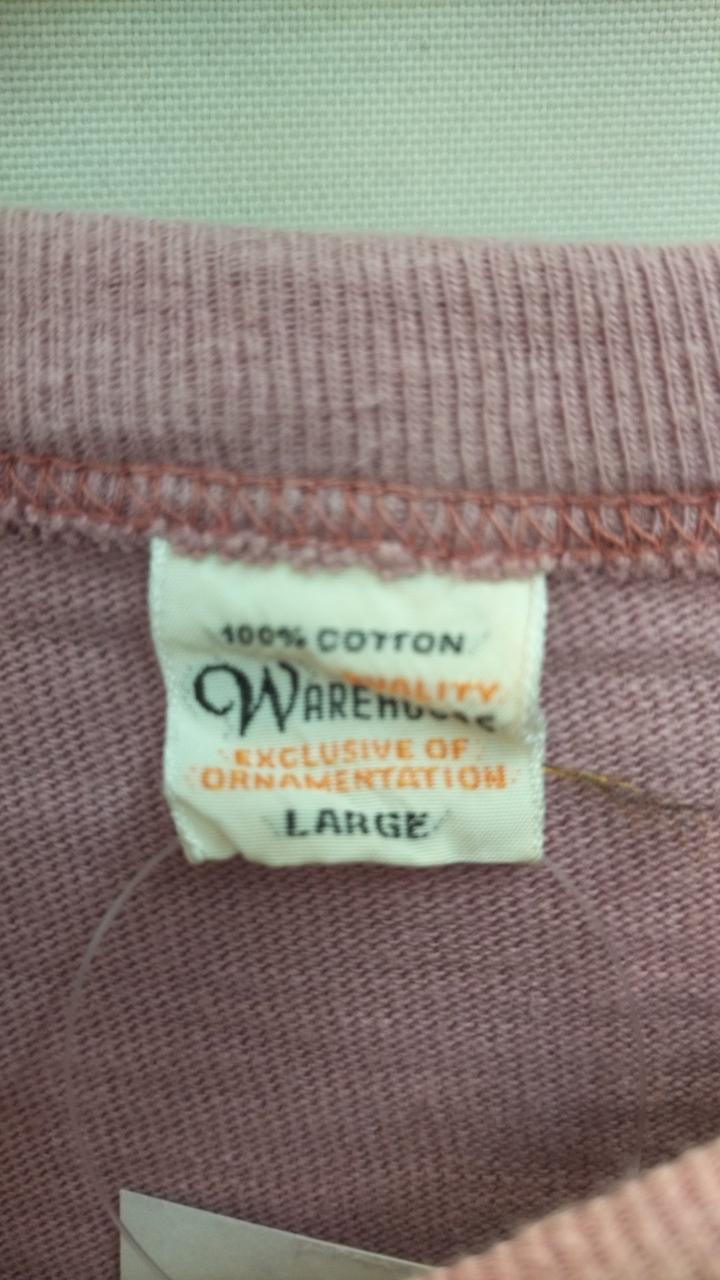 100% COTTON
QUALITY
WAREHOUSE
EXCLUSIVE OF
ORNAMENTATION
LARGE